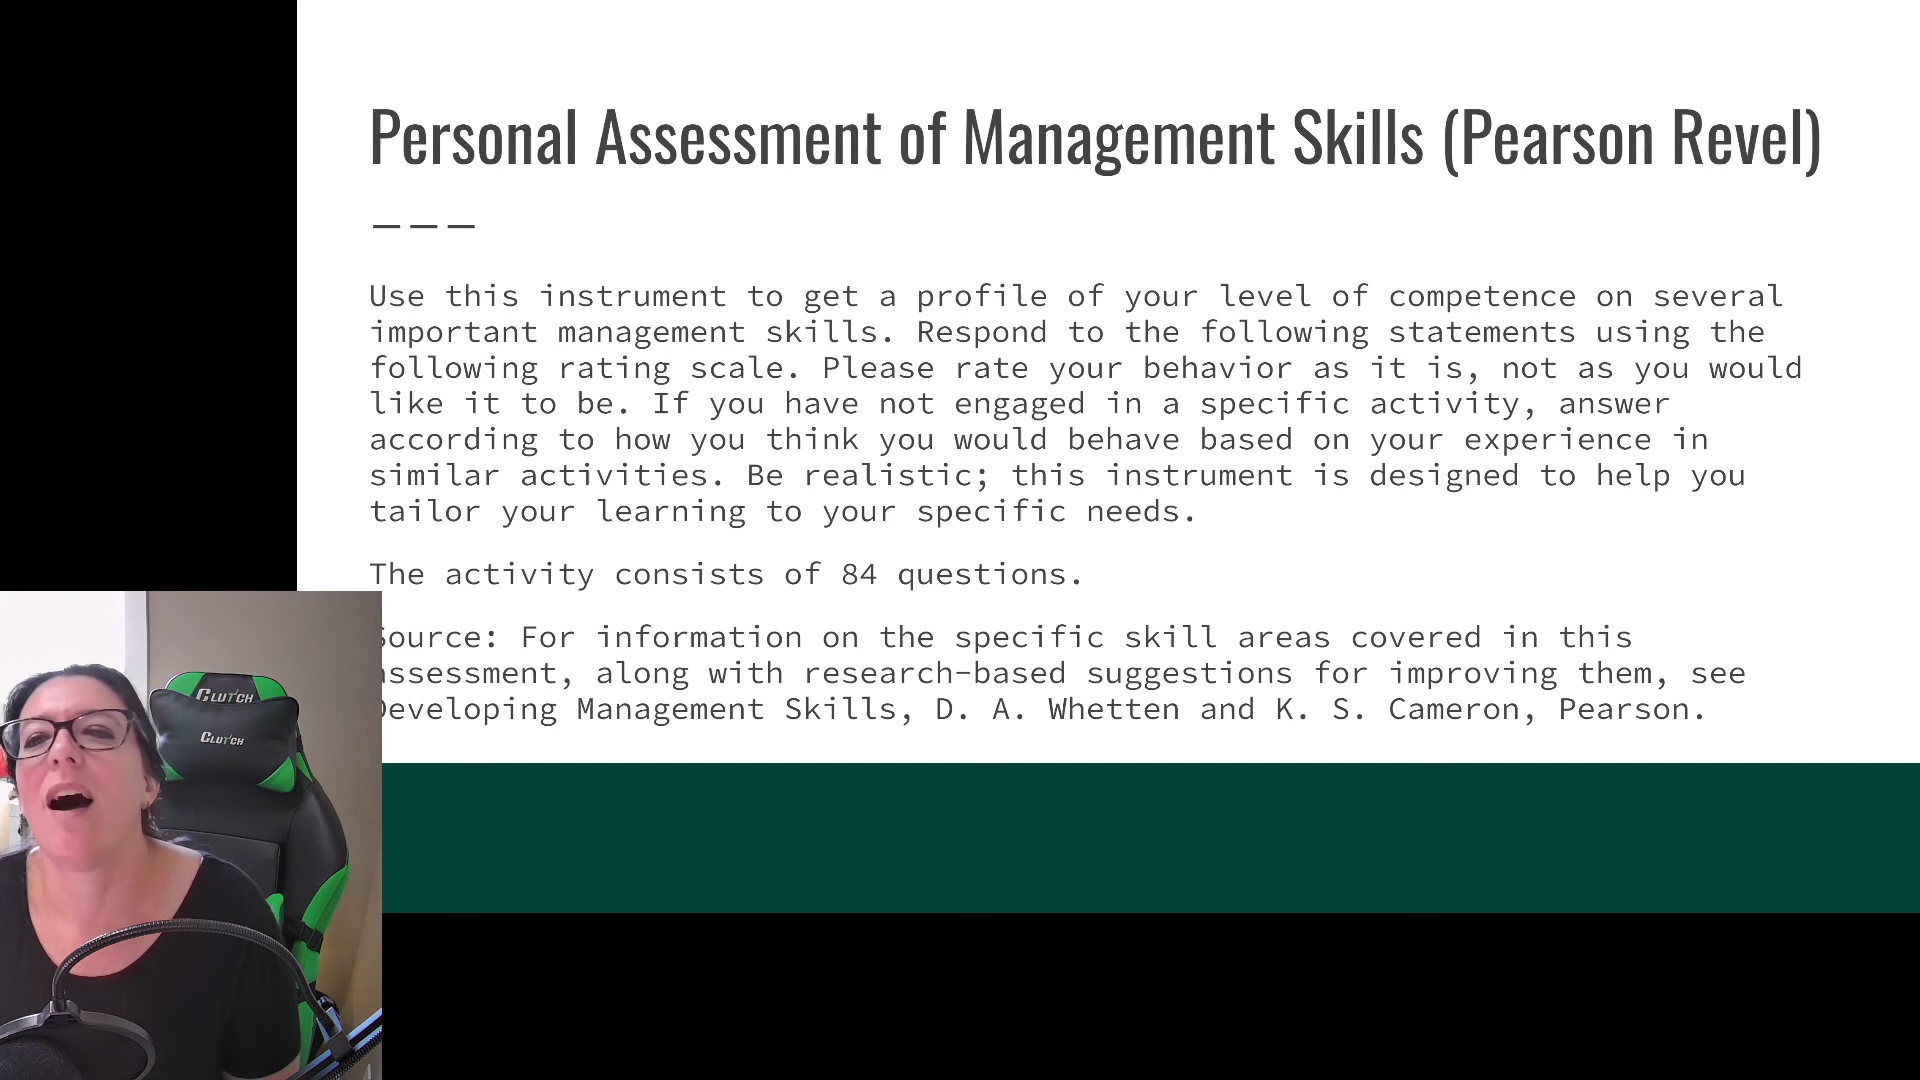 Personal Assessment of Management Skills (Pearson Revel)
Use this instrument to get a profile of your level of competence on several
important management skills. Respond to the following statements using the
following rating scale. Please rate your behavior as it is, not as you would
like it to be. If you have not engaged in a specific activity, answer
according to how you think you would behave based on your experience in
similar activities. Be realistic; this instrument is designed to help you
tailor your learning to your specific needs.
The activity consists of 84 questions.
Source: For information on the specific skill areas covered in this
assessment, along with research-based suggestions for improving them, see
Developing Management Skills, D. A. Whetten and K. S. Cameron, Pearson.
CLUTCH
CLUTCH